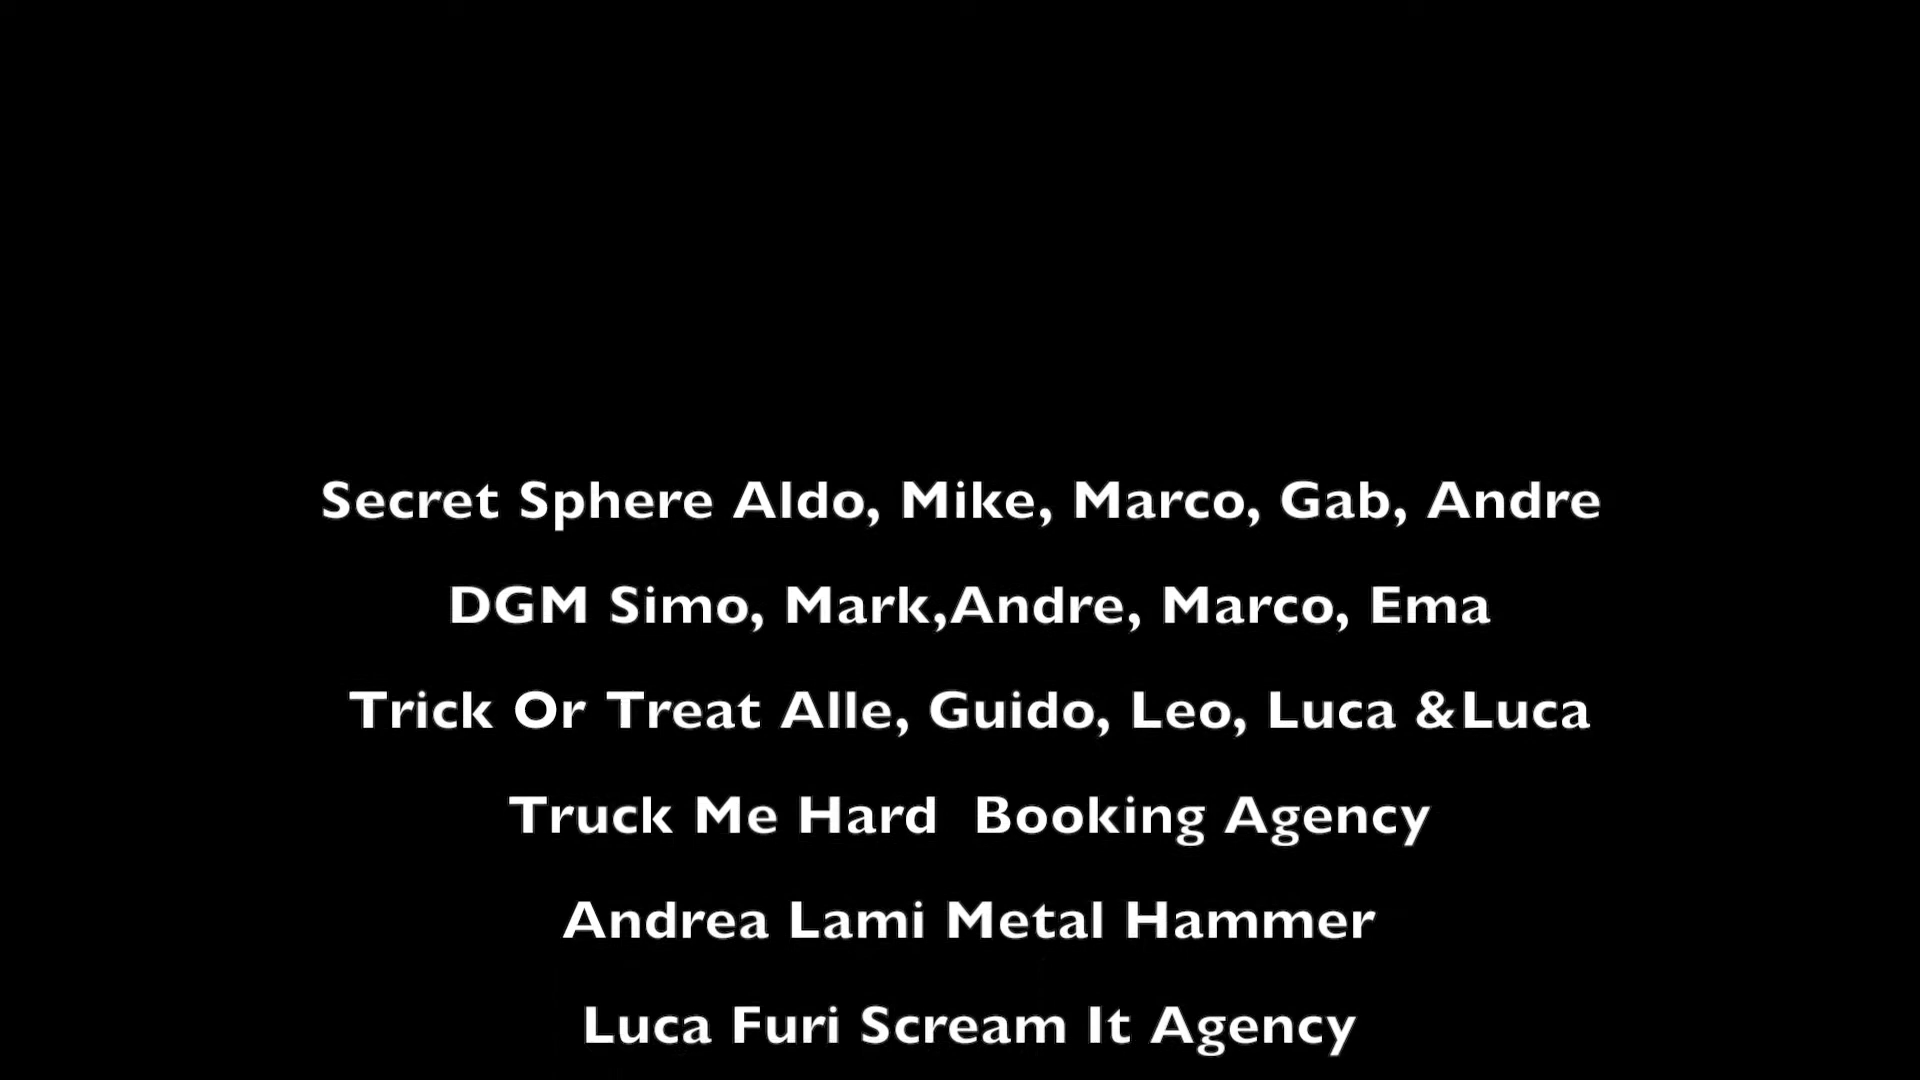 Secret Sphere Aldo, Mike, Marco, Gab, Andre
DGM Simo, Mark,Andre, Marco, Ema
Trick Or Treat Alle, Guido, Leo, Luca &Luca
Truck Me Hard  Booking Agency
Andrea Lami Metal Hammer
Luca Furi Scream It Agency